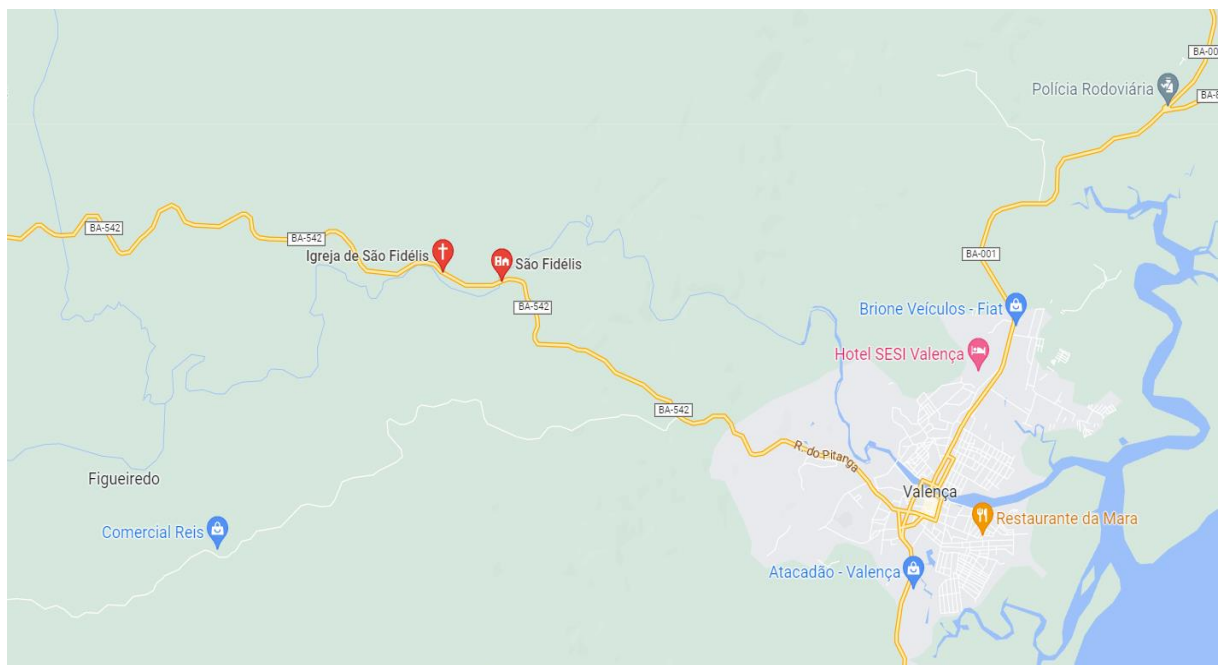 BA-00
Polícia Rodoviária
BA-8
BA-542
BA-542
Igreja de São Fidélis
São Fidélis
BA-001
BA-542
Brione Veículos - Fiat
Hotel SESI Valença
BA-542
R. do Pitanga
Figueiredo
Valença
Comercial Reis
Restaurante da Mara
Atacadão - Valença